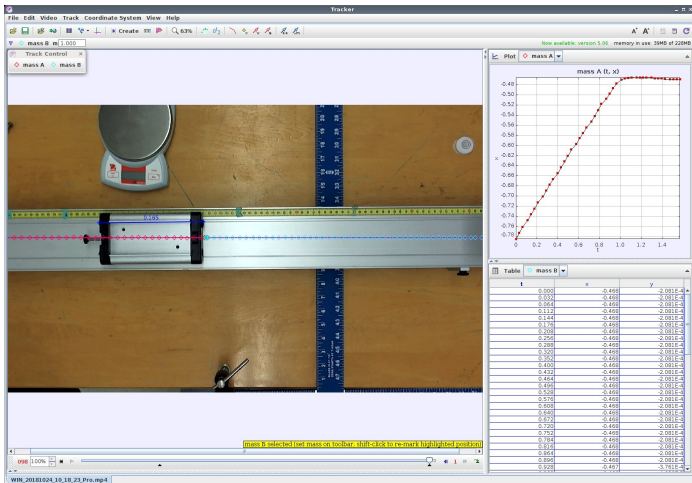 Tracker
File Edit Video Track Coordinate System View Help
Create 63%
mass B m 1.000
Now available: version 5.06 memory in use: 39MB of 228MB
Track Control
mass A mass B
0.165
Plot mass A
mass A (t, x)
-0.48
-0.50
-0.52
-0.54
-0.56
-0.58
-0.60
-0.62
-0.64
-0.66
-0.68
-0.70
-0.72
-0.74
-0.76
-0.78
x
0 0.2 0.4 0.6 0.8 1.0 1.2 1.4
t
Table mass B
t x y
0.000 -0.468 -2.081E-4
0.032 -0.468 -2.081E-4
0.064 -0.468 -2.081E-4
0.112 -0.468 -2.081E-4
0.144 -0.468 -2.081E-4
0.176 -0.468 -2.081E-4
0.208 -0.468 -2.081E-4
0.256 -0.468 -2.081E-4
0.288 -0.468 -2.081E-4
0.320 -0.468 -2.081E-4
0.352 -0.468 -2.081E-4
0.400 -0.468 -2.081E-4
0.432 -0.468 -2.081E-4
0.464 -0.468 -2.081E-4
0.496 -0.468 -2.081E-4
0.528 -0.468 -2.081E-4
0.576 -0.468 -2.081E-4
0.608 -0.468 -2.081E-4
0.640 -0.468 -2.081E-4
0.672 -0.468 -2.081E-4
0.720 -0.468 -2.081E-4
0.752 -0.468 -2.081E-4
0.784 -0.468 -2.081E-4
0.816 -0.468 -2.081E-4
0.864 -0.468 -2.081E-4
0.896 -0.468 -2.081E-4
0.928 -0.467 -3.761E-4
mass B selected (set mass on toolbar, shift-click to re-mark highlighted position)
098 100% 1
WIN_20181024_10_18_23_Pro.mp4